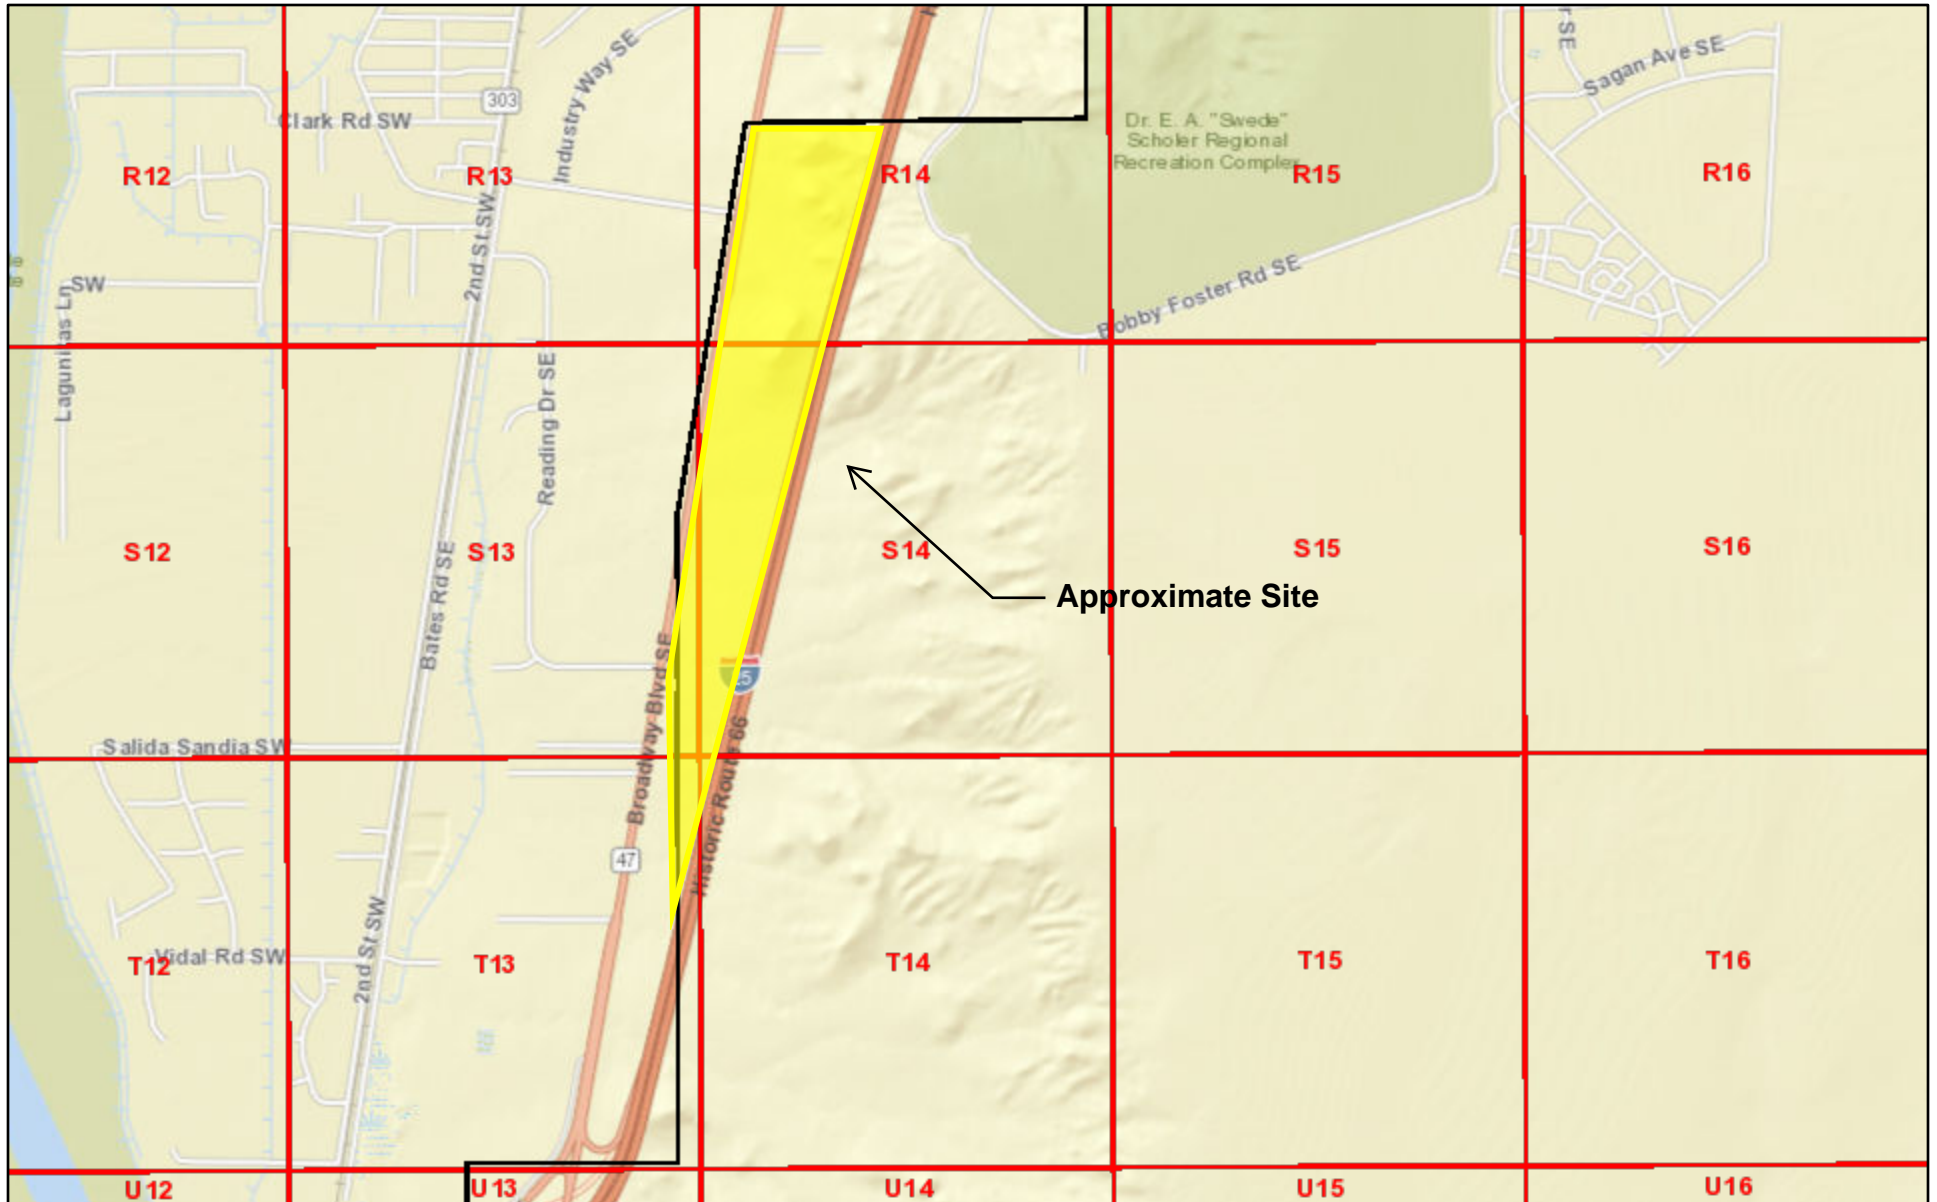 Industry Way SE
r SE
Sagan Ave SE
303
Clark Rd SW
Dr. E. A. "Swede"
Scholer Regional
Recreation Complex
R12
R13
R14
R15
R16
2nd St SW
SW
Lagunitas Ln
Bobby Foster Rd SE
Reading Dr SE
S12
S13
S14
S15
S16
Bates Rd SE
Approximate Site
Broadway Blvd SE
Salida Sandia SW
Historic Route 66
47
2nd St SW
Vidal Rd SW
T12
T13
T14
T15
T16
U12
U13
U14
U15
U16